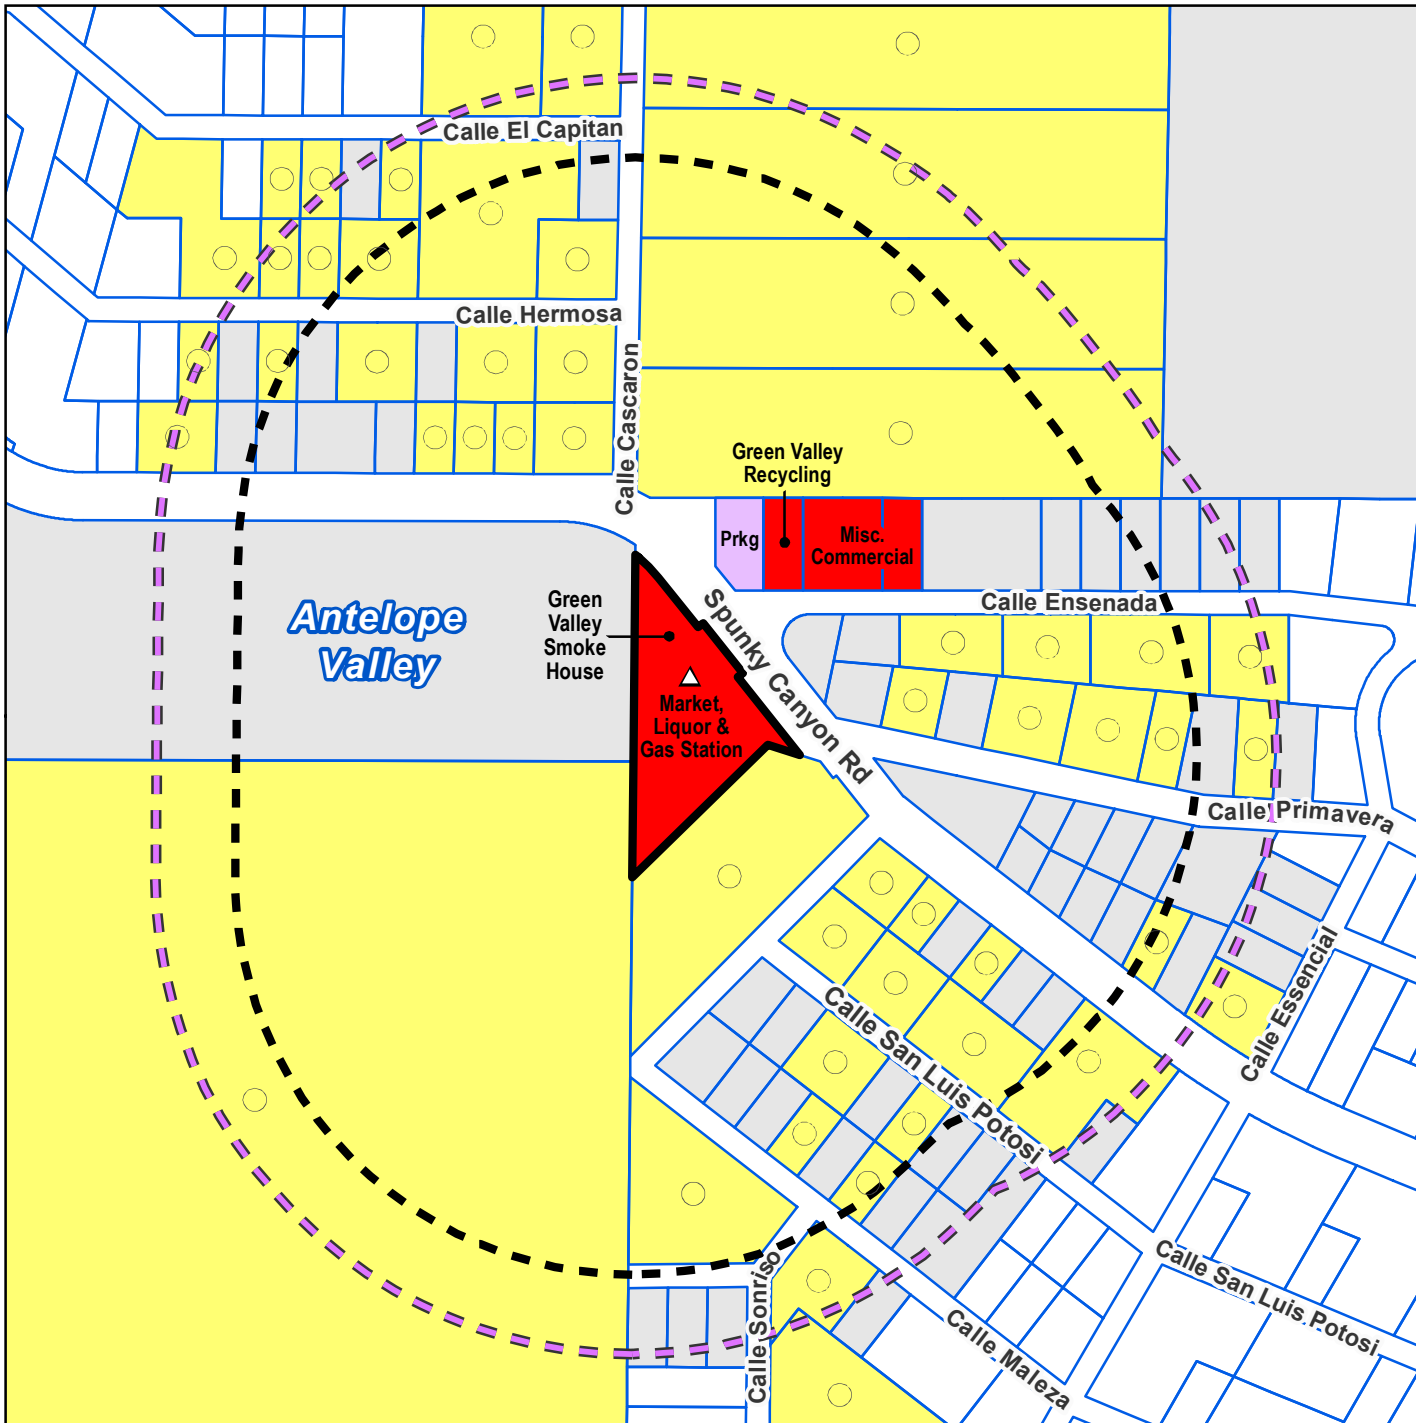 Calle El Capitan
Calle Hermosa
Calle Cascaron
Green Valley
Recycling
Prkg
Misc.
Commercial
Calle Ensenada
Antelope
Valley
Green
Valley
Smoke
House
Spunky Canyon Rd
Market,
Liquor &
Gas Station
Calle Primavera
Calle Essencial
Calle San Luis Potosi
Calle San Luis Potosi
Calle Sonriso
Calle Maleza